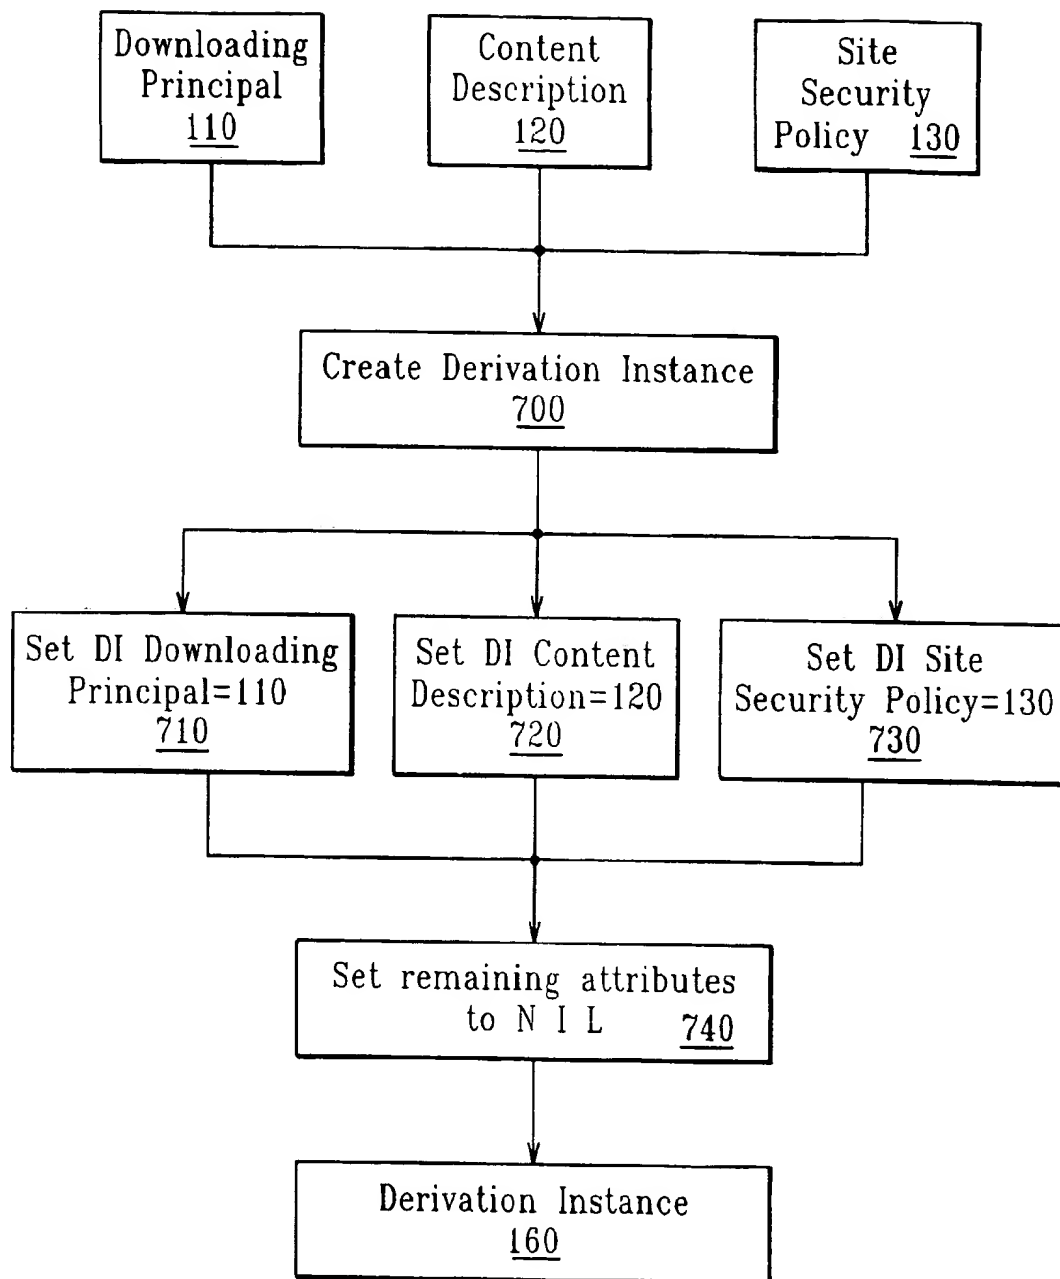 Downloading
Principal
110
Content
Description
120
Site
Security
Policy 130
Create Derivation Instance
700
Set DI Downloading
Principal=110
710
Set DI Content
Description=120
720
Set DI Site
Security Policy=130
730
Set remaining attributes
to N I L 740
Derivation Instance
160